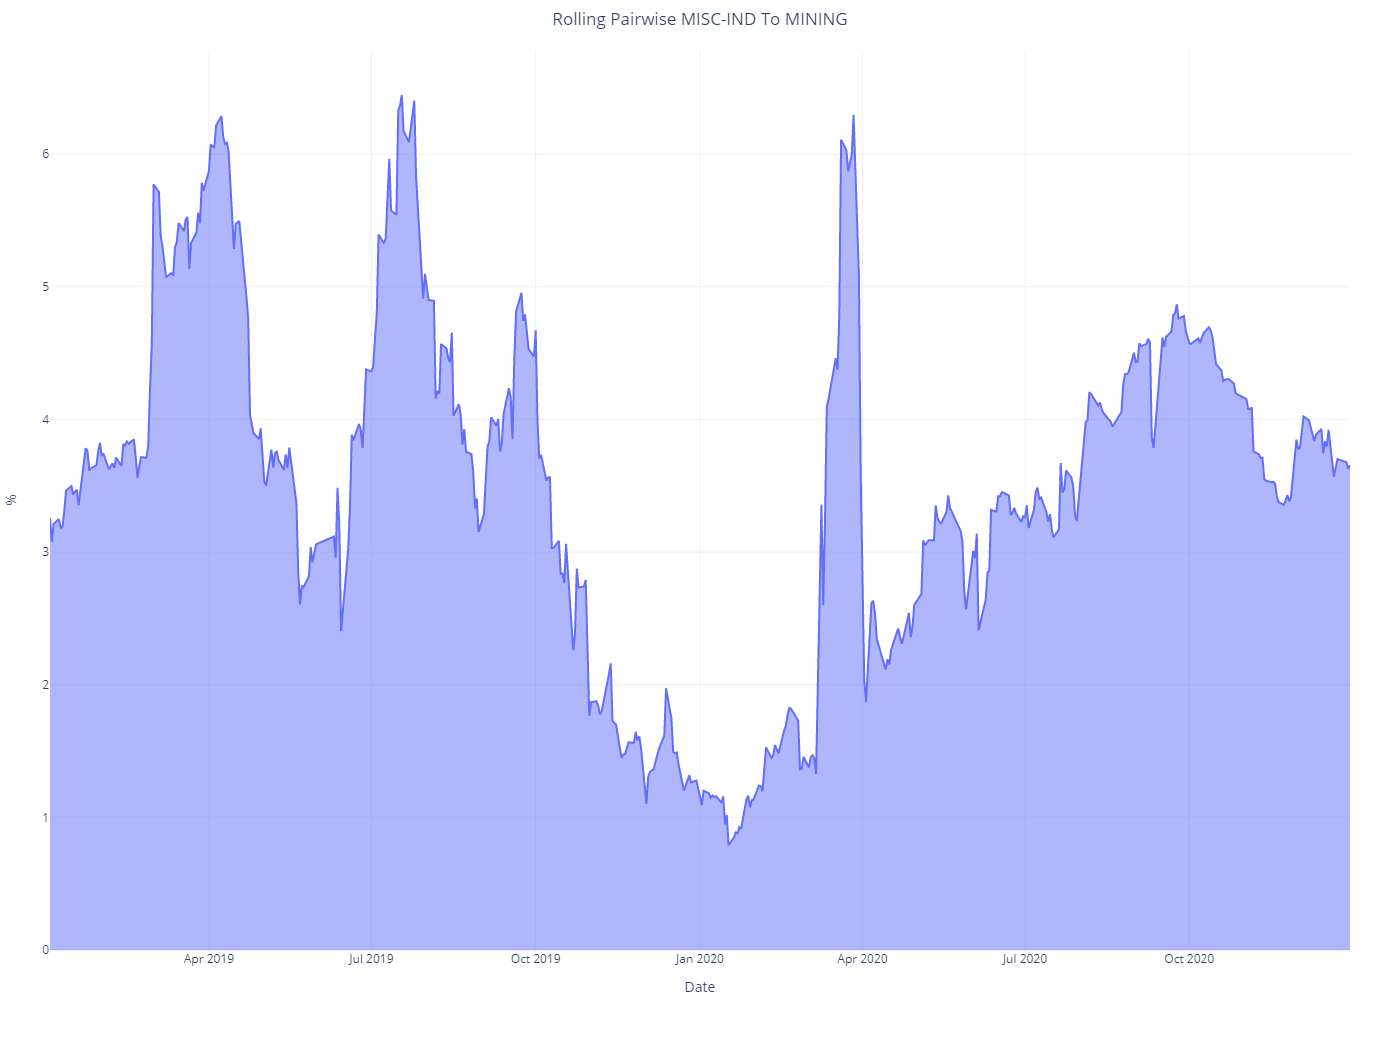 Rolling Pairwise MISC-IND To MINING
6
5
4
3
2
1
0
%
Apr 2019
Jul 2019
Oct 2019
Jan 2020
Apr 2020
Jul 2020
Oct 2020
Date